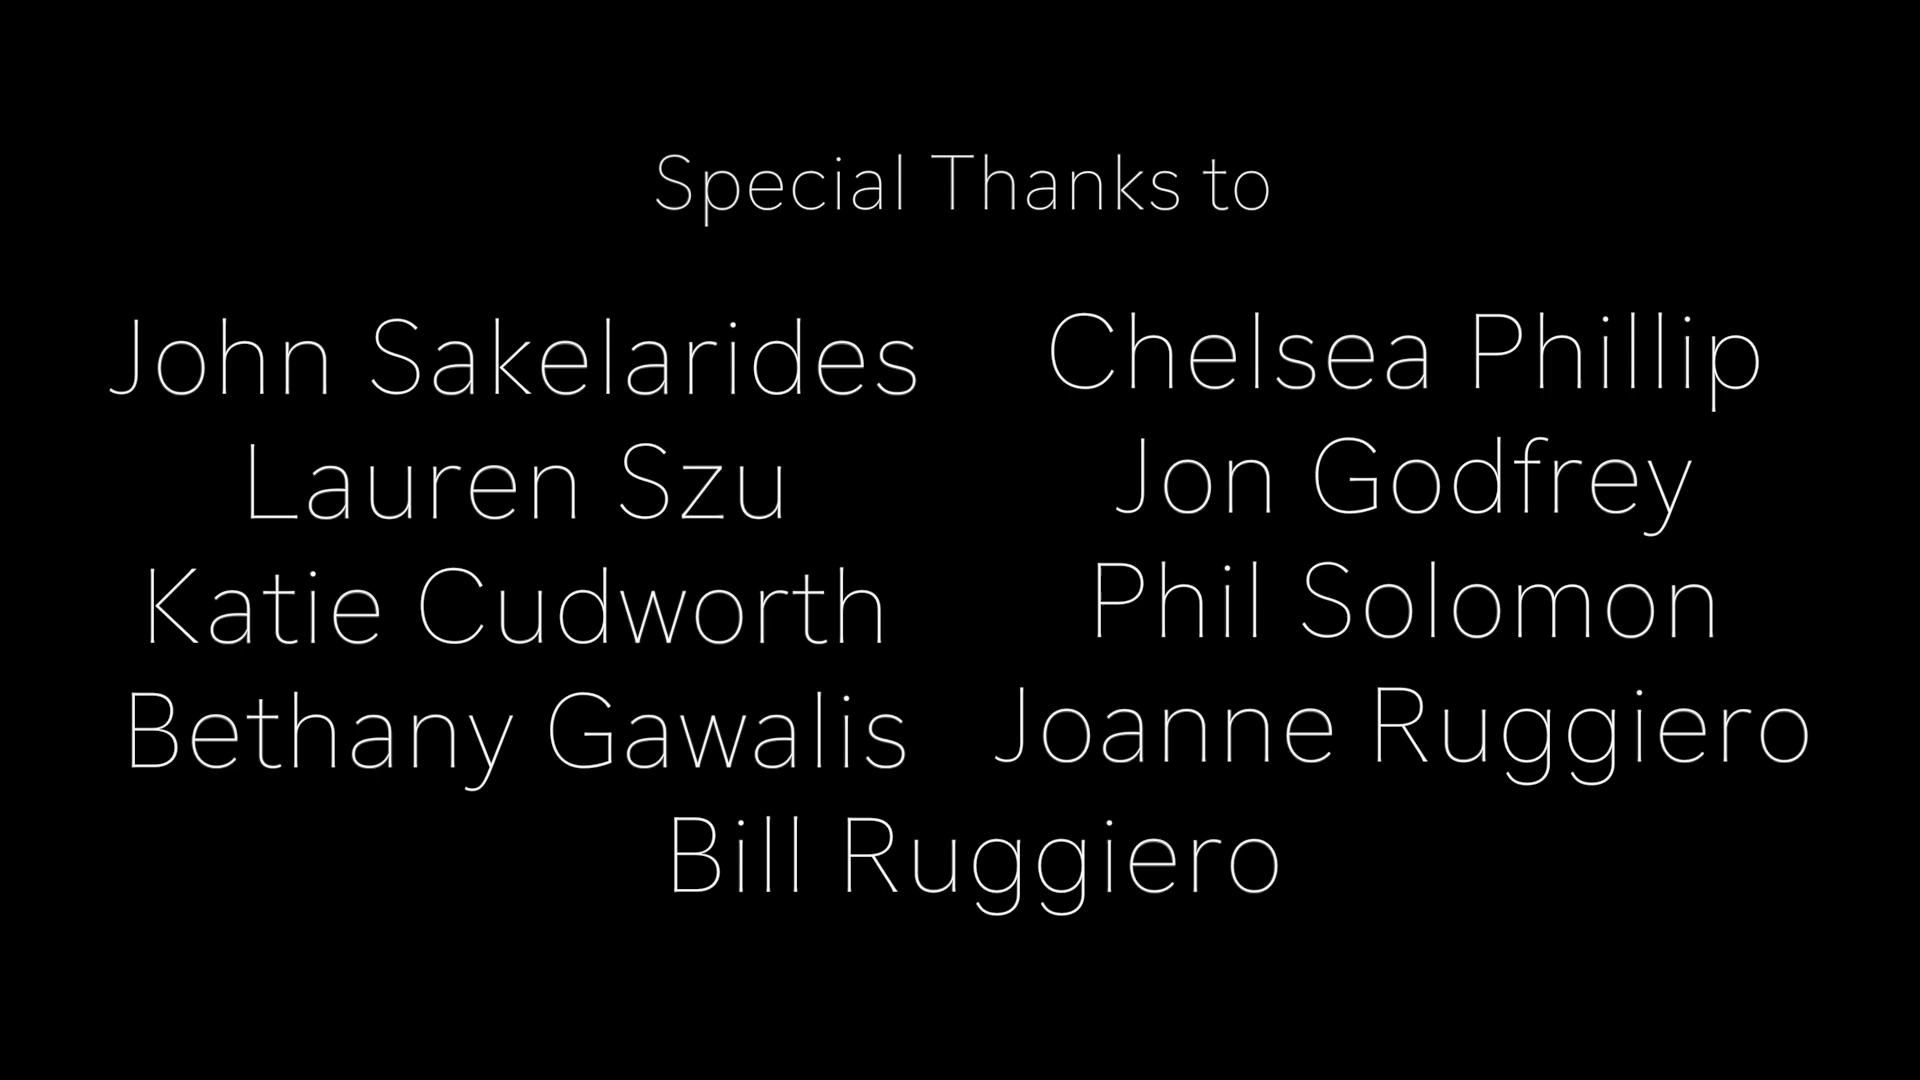 Special Thanks to
John Sakelarides
Lauren Szu
Katie Cudworth
Bethany Gawalis
Chelsea Phillip
Jon Godfrey
Phil Solomon
Joanne Ruggiero
Bill Ruggiero